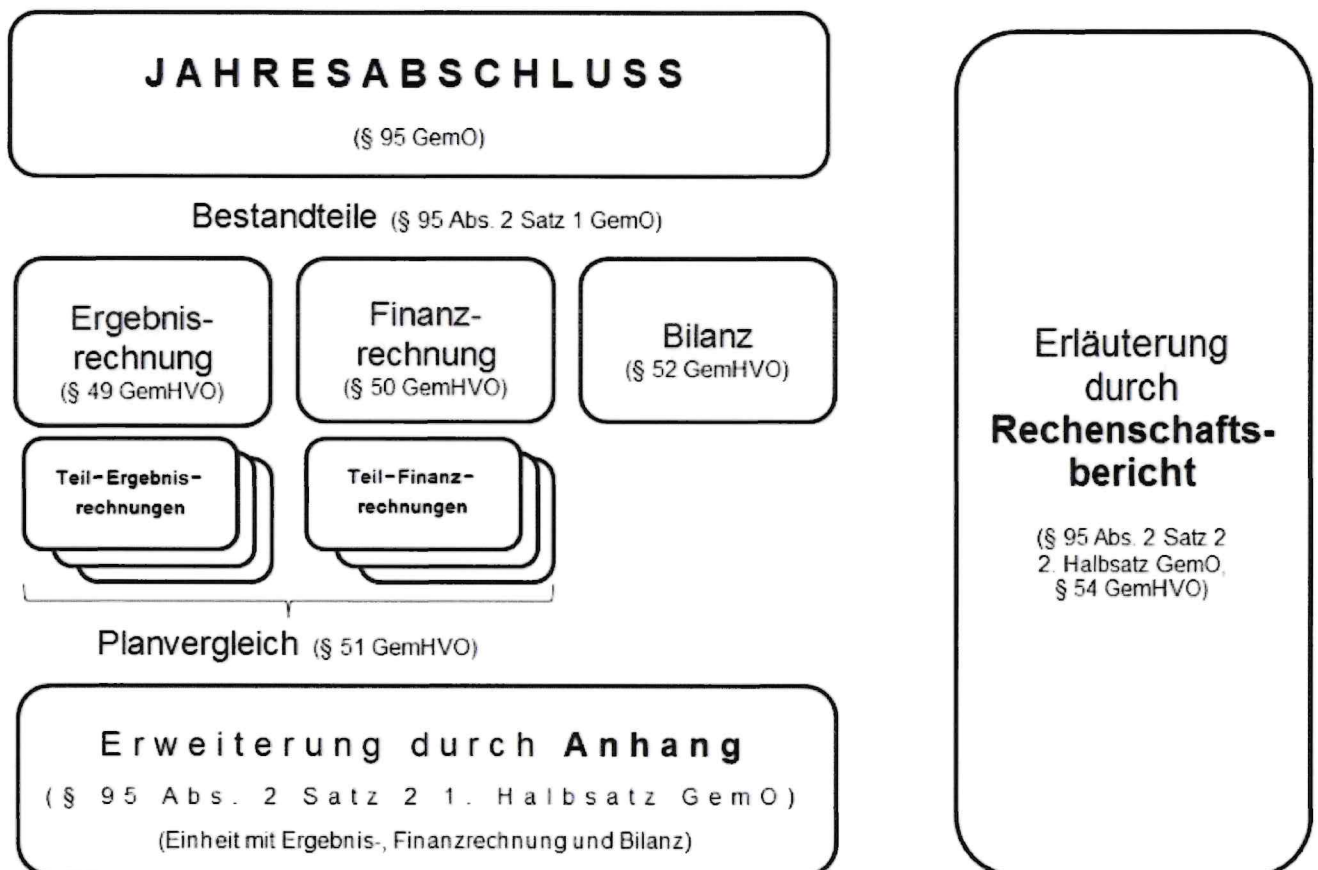 JAHRESABSCHLUSS
(§ 95 GemO)
Bestandteile (§ 95 Abs. 2 Satz 1 GemO)
Ergebnis-
rechnung
(§ 49 GemHVO)
Finanz-
rechnung
(§ 50 GemHVO)
Bilanz
(§ 52 GemHVO)
Teil-Ergebnis-
rechnungen
Teil-Finanz-
rechnungen
Planvergleich (§ 51 GemHVO)
Erweiterung durch Anhang
(§ 95 Abs. 2 Satz 2 1. Halbsatz GemO)
(Einheit mit Ergebnis-, Finanzrechnung und Bilanz)
Erläuterung
durch
Rechenschafts-
bericht
(§ 95 Abs. 2 Satz 2
2. Halbsatz GemO,
§ 54 GemHVO)